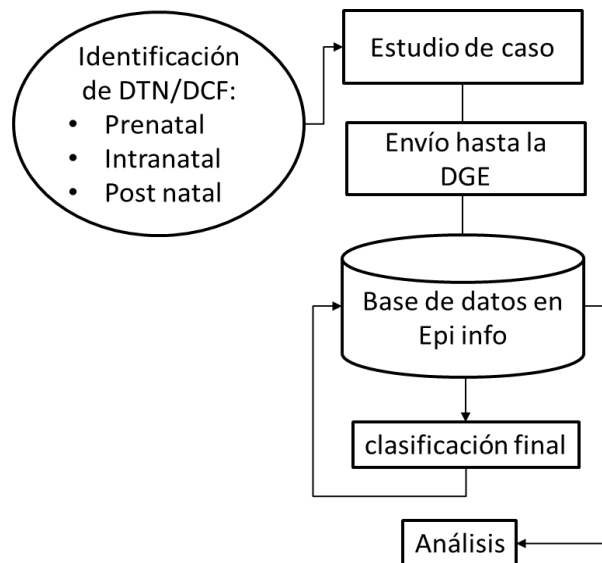 Identificación
de DTN/DCF:
• Prenatal
• Intranatal
• Post natal
Estudio de caso
Envío hasta la
DGE
Base de datos en
Epi info
clasificación final
Análisis